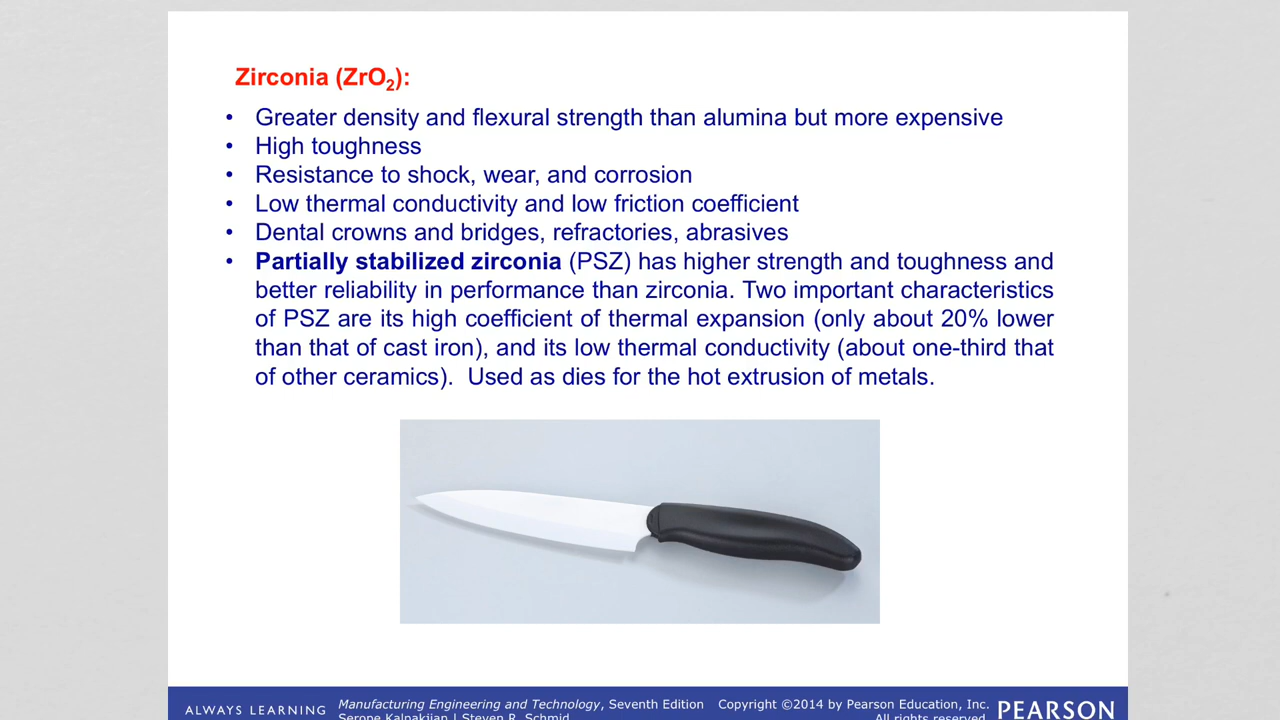 Zirconia (ZrO2):
• Greater density and flexural strength than alumina but more expensive
• High toughness
• Resistance to shock, wear, and corrosion
• Low thermal conductivity and low friction coefficient
• Dental crowns and bridges, refractories, abrasives
• Partially stabilized zirconia (PSZ) has higher strength and toughness and
better reliability in performance than zirconia. Two important characteristics
of PSZ are its high coefficient of thermal expansion (only about 20% lower
than that of cast iron), and its low thermal conductivity (about one-third that
of other ceramics).  Used as dies for the hot extrusion of metals.
ALWAYS LEARNING
Manufacturing Engineering and Technology, Seventh Edition
Serope Kalpakjian | Steven R. Schmid
Copyright ©2014 by Pearson Education, Inc.
All rights reserved.
PEARSON